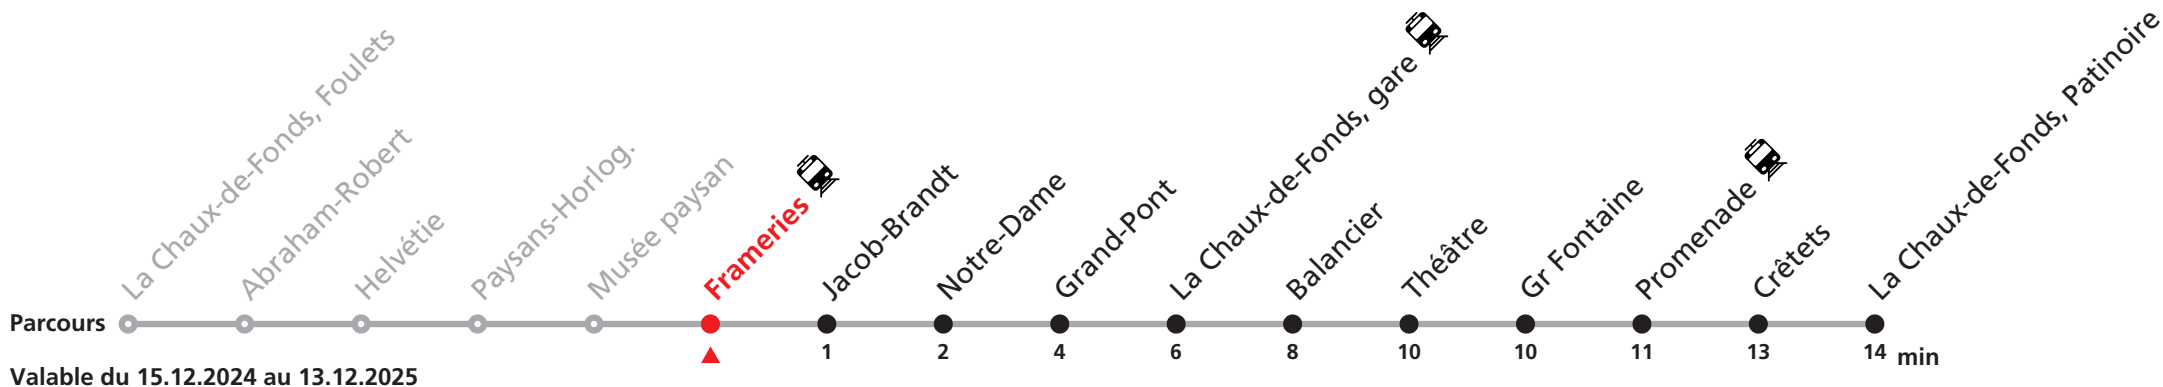 La Chaux-de-Fonds, Foulets
Abraham-Robert
Helvétie
Paysans-Horlog.
Musée paysan
Frameries
Jacob-Brandt
Notre-Dame
Grand-Pont
La Chaux-de-Fonds, gare
Balancier
Théâtre
Gr Fontaine
Promenade
Crêtets
La Chaux-de-Fonds, Patinoire
Parcours
1 2 4 6 8 10 10 11 13 14 min
Valable du 15.12.2024 au 13.12.2025